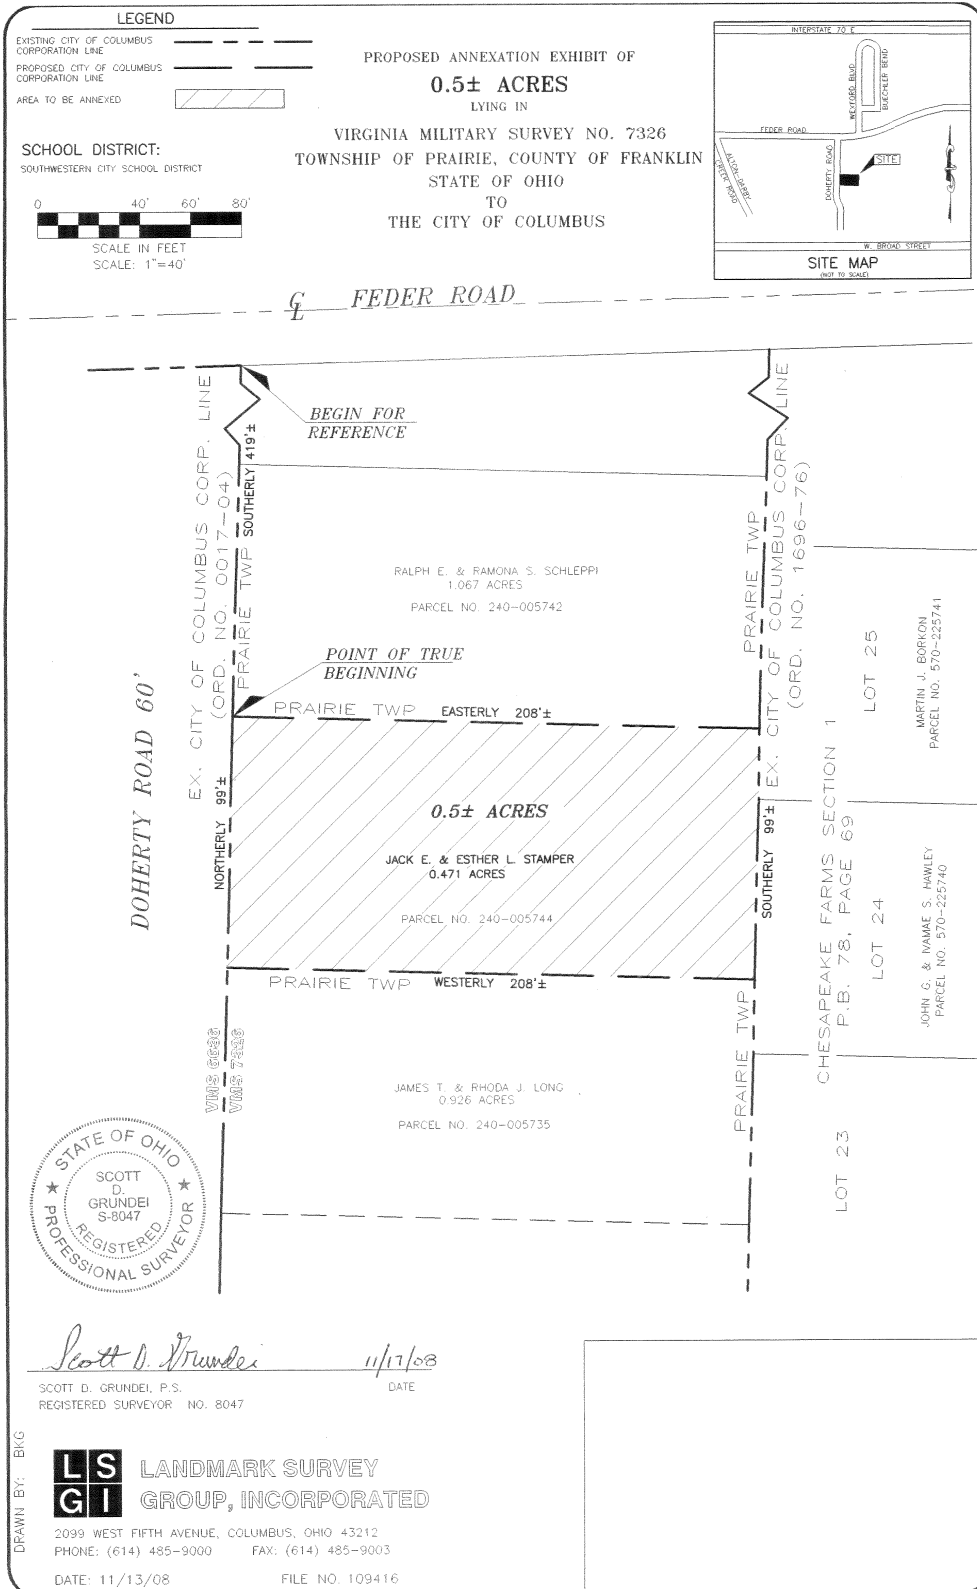 LEGEND
EXISTING CITY OF COLUMBUS
CORPORATION LINE
PROPOSED CITY OF COLUMBUS
CORPORATION LINE
AREA TO BE ANNEXED
SCHOOL DISTRICT:
SOUTHWESTERN CITY SCHOOL DISTRICT
0 40' 60' 80'
SCALE IN FEET
SCALE: 1"=40'
PROPOSED ANNEXATION EXHIBIT OF
0.5± ACRES
LYING IN
VIRGINIA MILITARY SURVEY NO. 7326
TOWNSHIP OF PRAIRIE, COUNTY OF FRANKLIN
STATE OF OHIO
TO
THE CITY OF COLUMBUS
INTERSTATE 70 E
WEXFORD BLVD
BUECHLER BEND
FEDER ROAD
ALTON-DARBY
CREEK ROAD
DOHERTY ROAD
SITE
W. BROAD STREET
SITE MAP
(NOT TO SCALE)
CL FEDER ROAD
BEGIN FOR
REFERENCE
EX. CITY OF COLUMBUS CORP. LINE
(ORD. NO. 0017-04)
PRAIRIE TWP
SOUTHERLY 419'±
RALPH E. & RAMONA S. SCHLEPPI
1.067 ACRES
PARCEL NO. 240-005742
PRAIRIE TWP
EX. CITY OF COLUMBUS CORP. LINE
(ORD. NO. 1696-76)
POINT OF TRUE
BEGINNING
PRAIRIE TWP EASTERLY 208'±
DOHERTY ROAD 60'
NORTHERLY 99'±
0.5± ACRES
JACK E. & ESTHER L. STAMPER
0.471 ACRES
PARCEL NO. 240-005744
SOUTHERLY 99'±
PRAIRIE TWP WESTERLY 208'±
CHESAPEAKE FARMS SECTION 1
P.B. 78, PAGE 69
LOT 25
MARTIN J. BORKON
PARCEL NO. 570-225741
LOT 24
JOHN G. & IVAMAE S. HAWLEY
PARCEL NO. 570-225740
LOT 23
PRAIRIE TWP
VMS 6636
VMS 7326
JAMES T. & RHODA J. LONG
0.926 ACRES
PARCEL NO. 240-005735
STATE OF OHIO
SCOTT
D.
GRUNDEI
S-8047
REGISTERED
PROFESSIONAL SURVEYOR
Scott D. Grundei 11/17/08
SCOTT D. GRUNDEI, P.S. DATE
REGISTERED SURVEYOR NO. 8047
DRAWN BY: BKG
LS
GI
LANDMARK SURVEY
GROUP, INCORPORATED
2099 WEST FIFTH AVENUE, COLUMBUS, OHIO 43212
PHONE: (614) 485-9000 FAX: (614) 485-9003
DATE: 11/13/08 FILE NO. 109416